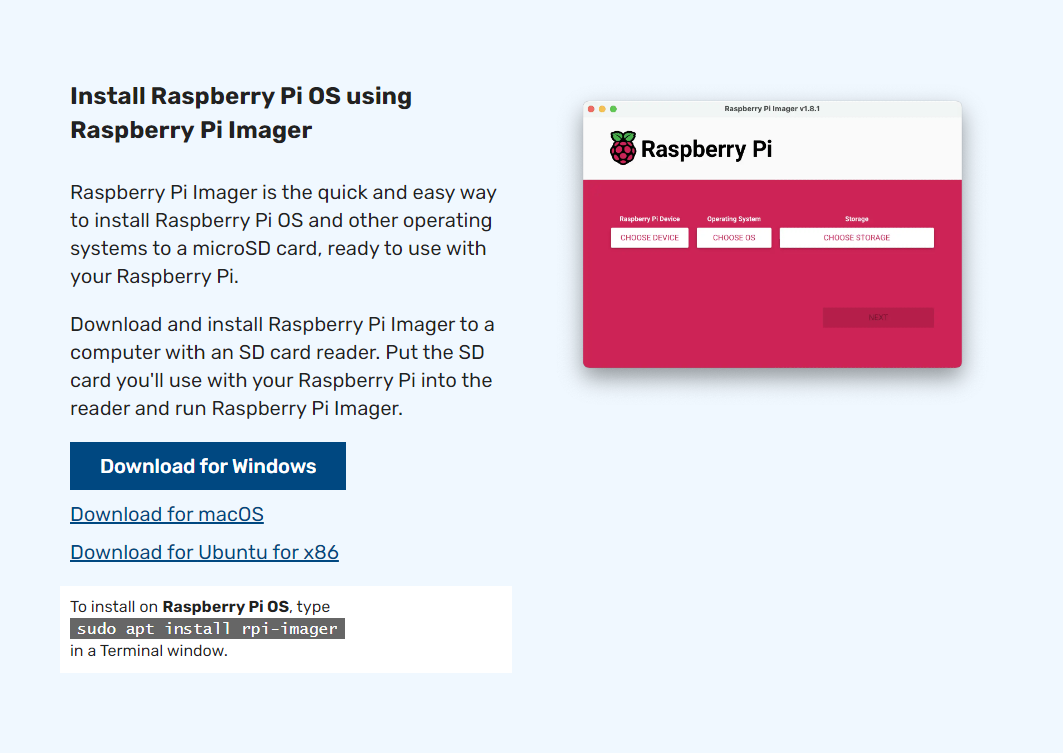 Install Raspberry Pi OS using
Raspberry Pi Imager
Raspberry Pi Imager is the quick and easy way
to install Raspberry Pi OS and other operating
systems to a microSD card, ready to use with
your Raspberry Pi.
Download and install Raspberry Pi Imager to a
computer with an SD card reader. Put the SD
card you'll use with your Raspberry Pi into the
reader and run Raspberry Pi Imager.
Download for Windows
Download for macOS
Download for Ubuntu for x86
To install on Raspberry Pi OS, type
sudo apt install rpi-imager
in a Terminal window.
Raspberry Pi Imager v1.8.1
Raspberry Pi
Raspberry Pi Device Operating System Storage
CHOOSE DEVICE CHOOSE OS CHOOSE STORAGE
NEXT